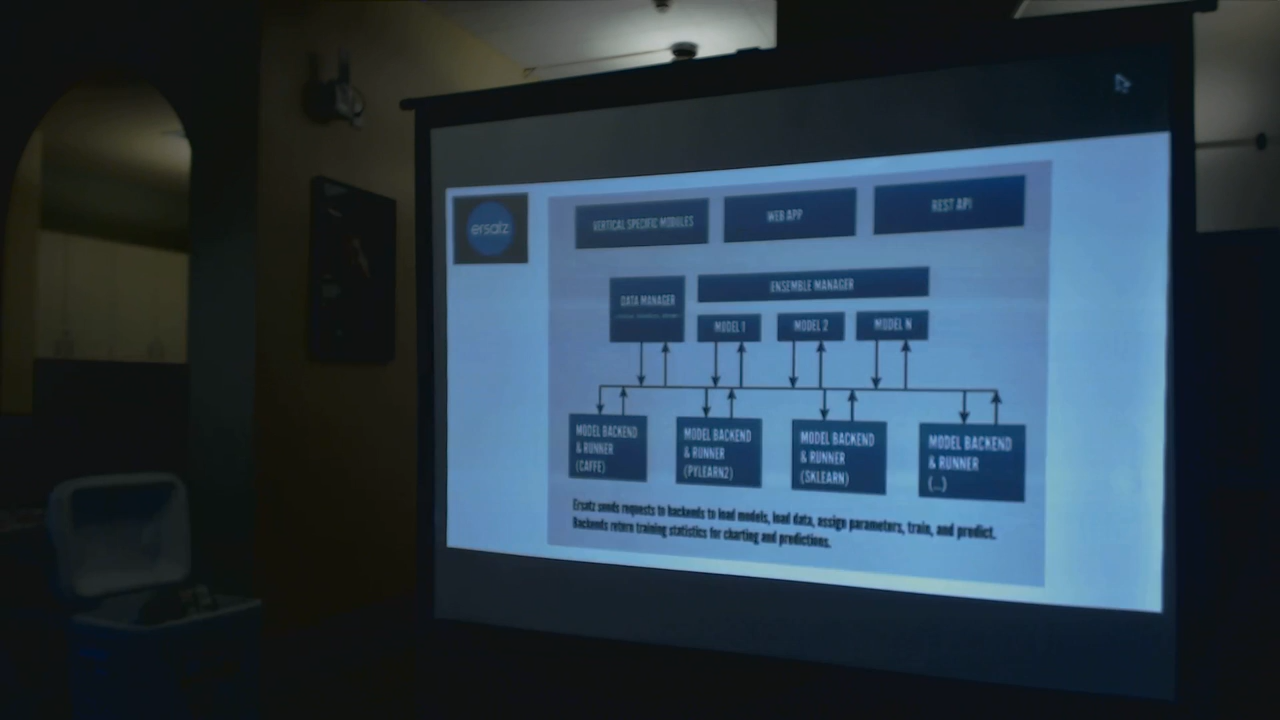 ersatz
VERTICAL SPECIFIC MODULES
WEB APP
REST API
DATA MANAGER
ENSEMBLE MANAGER
MODEL 1
MODEL 2
MODEL N
MODEL BACKEND
& RUNNER
(CAFFE)
MODEL BACKEND
& RUNNER
(PYLEARN2)
MODEL BACKEND
& RUNNER
(SKLEARN)
MODEL BACKEND
& RUNNER
(...)
Ersatz sends requests to backends to load models, load data, assign parameters, train, and predict.
Backends return training statistics for charting and predictions.